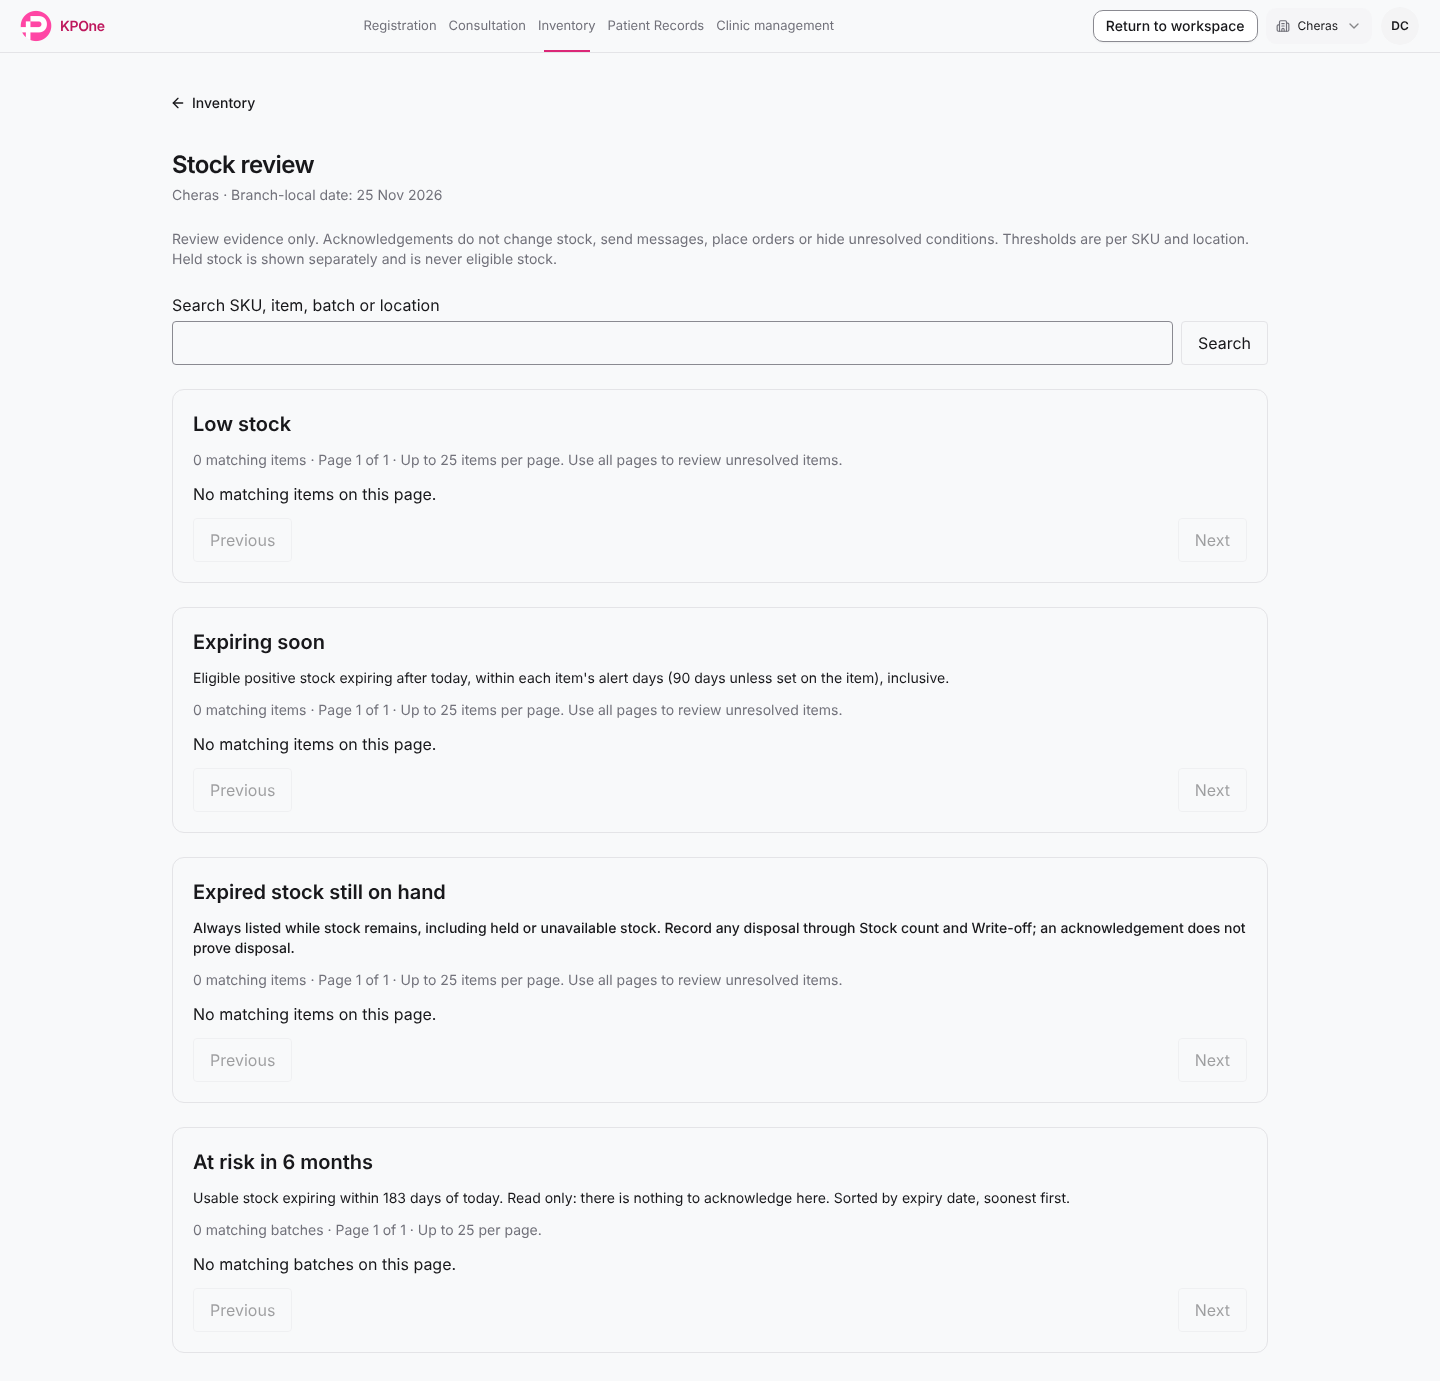 KPOne
Registration
Consultation
Inventory
Patient Records
Clinic management
Return to workspace
Cheras
DC
Inventory
Stock review
Cheras · Branch-local date: 25 Nov 2026
Review evidence only. Acknowledgements do not change stock, send messages, place orders or hide unresolved conditions. Thresholds are per SKU and location.
Held stock is shown separately and is never eligible stock.
Search SKU, item, batch or location
Search
Low stock
0 matching items · Page 1 of 1 · Up to 25 items per page. Use all pages to review unresolved items.
No matching items on this page.
Previous
Next
Expiring soon
Eligible positive stock expiring after today, within each item's alert days (90 days unless set on the item), inclusive.
0 matching items · Page 1 of 1 · Up to 25 items per page. Use all pages to review unresolved items.
No matching items on this page.
Previous
Next
Expired stock still on hand
Always listed while stock remains, including held or unavailable stock. Record any disposal through Stock count and Write-off; an acknowledgement does not
prove disposal.
0 matching items · Page 1 of 1 · Up to 25 items per page. Use all pages to review unresolved items.
No matching items on this page.
Previous
Next
At risk in 6 months
Usable stock expiring within 183 days of today. Read only: there is nothing to acknowledge here. Sorted by expiry date, soonest first.
0 matching batches · Page 1 of 1 · Up to 25 per page.
No matching batches on this page.
Previous
Next